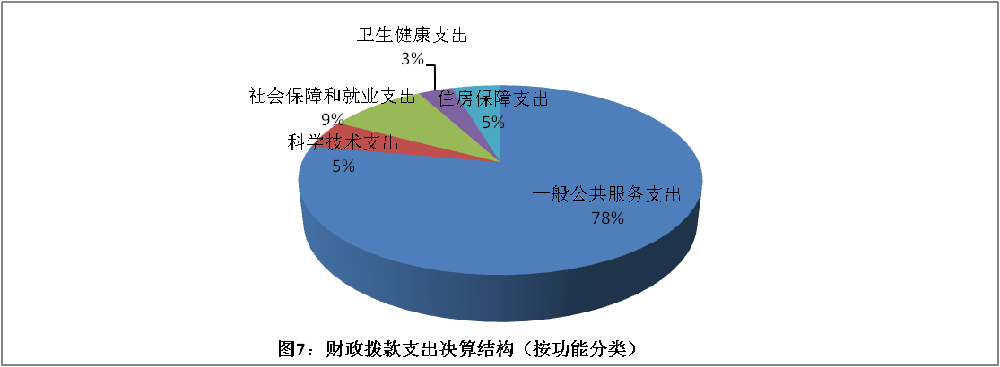 卫生健康支出
3%
社会保障和就业支出
9%
住房保障支出
5%
科学技术支出
5%
一般公共服务支出
78%
图7：财政拨款支出决算结构（按功能分类）